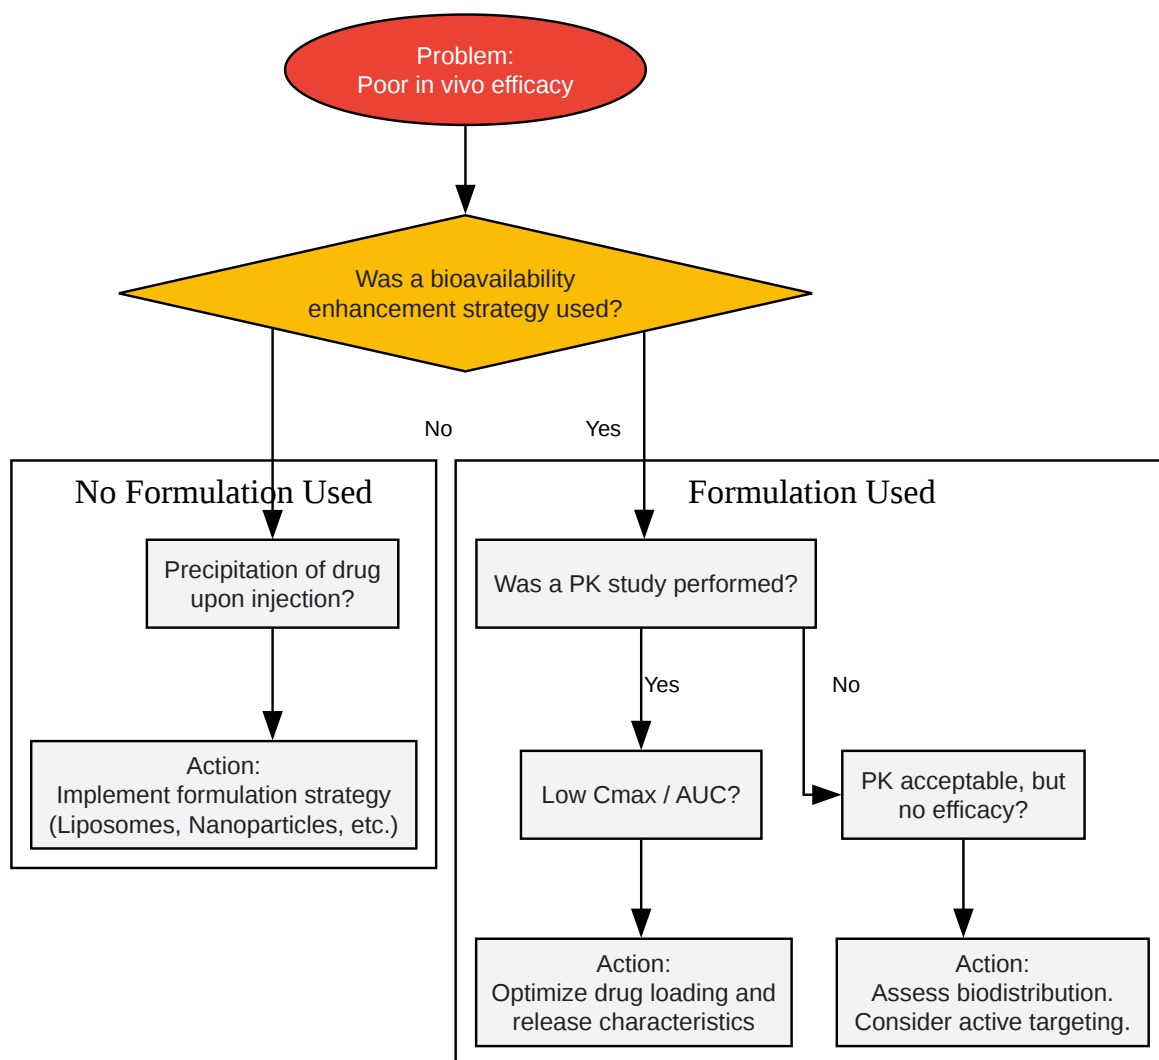 Problem:
Poor in vivo efficacy
Was a bioavailability
enhancement strategy used?
No
Yes
No Formulation Used
Precipitation of drug
upon injection?
Action:
Implement formulation strategy
(Liposomes, Nanoparticles, etc.)
Formulation Used
Was a PK study performed?
Yes
No
Low Cmax / AUC?
PK acceptable, but
no efficacy?
Action:
Optimize drug loading and
release characteristics
Action:
Assess biodistribution.
Consider active targeting.